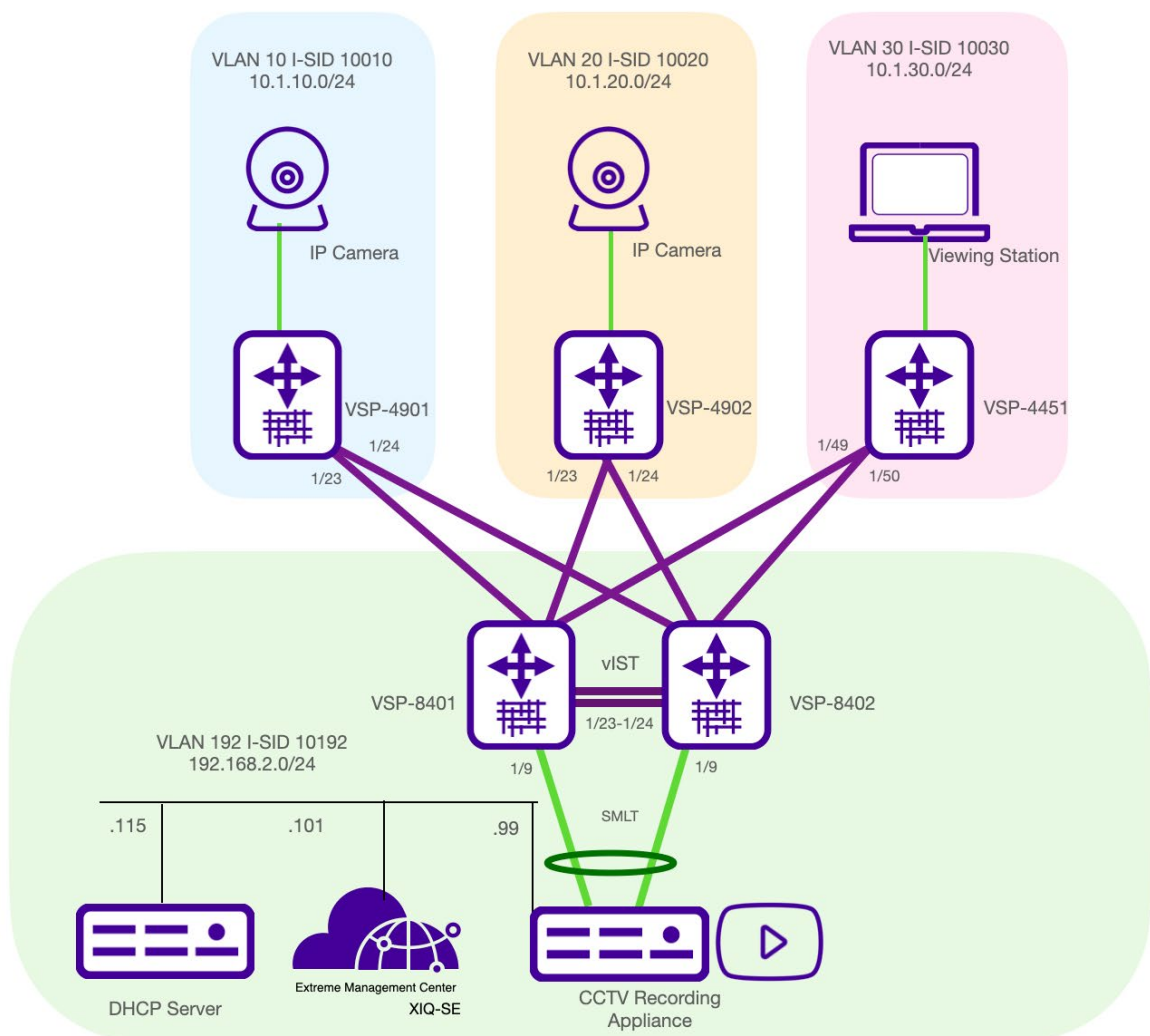 VLAN 10 I-SID 10010
10.1.10.0/24
VLAN 20 I-SID 10020
10.1.20.0/24
VLAN 30 I-SID 10030
10.1.30.0/24
IP Camera
IP Camera
Viewing Station
VSP-4901
VSP-4902
VSP-4451
1/24
1/23
1/23
1/24
1/49
1/50
vIST
VSP-8401
VSP-8402
1/23-1/24
VLAN 192 I-SID 10192
192.168.2.0/24
1/9
1/9
SMLT
.115
.101
.99
Extreme Management Center
XIQ-SE
DHCP Server
CCTV Recording
Appliance